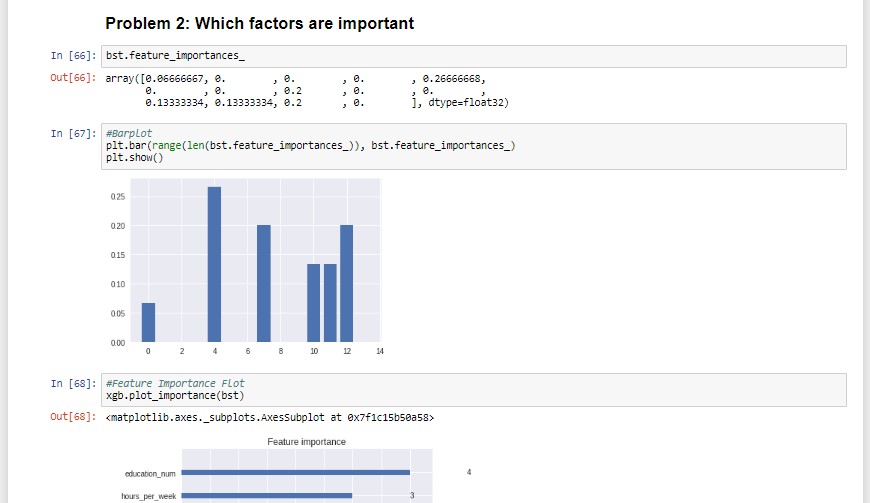 Problem 2: Which factors are important
In [66]: bst.feature_importances_
Out[66]: array([0.06666667, 0.        , 0.        , 0.        , 0.26666668,
0.        , 0.        , 0.2       , 0.        , 0.        ,
0.13333334, 0.13333334, 0.2       , 0.        ], dtype=float32)
In [67]: #Barplot
plt.bar(range(len(bst.feature_importances_)), bst.feature_importances_)
plt.show()
0.25
0.20
0.15
0.10
0.05
0.00
0 2 4 6 8 10 12 14
In [68]: #Feature Importance Plot
xgb.plot_importance(bst)
Out[68]: <matplotlib.axes._subplots.AxesSubplot at 0x7f1c15b50a58>
Feature importance
education_num 4
hours_per_week 3